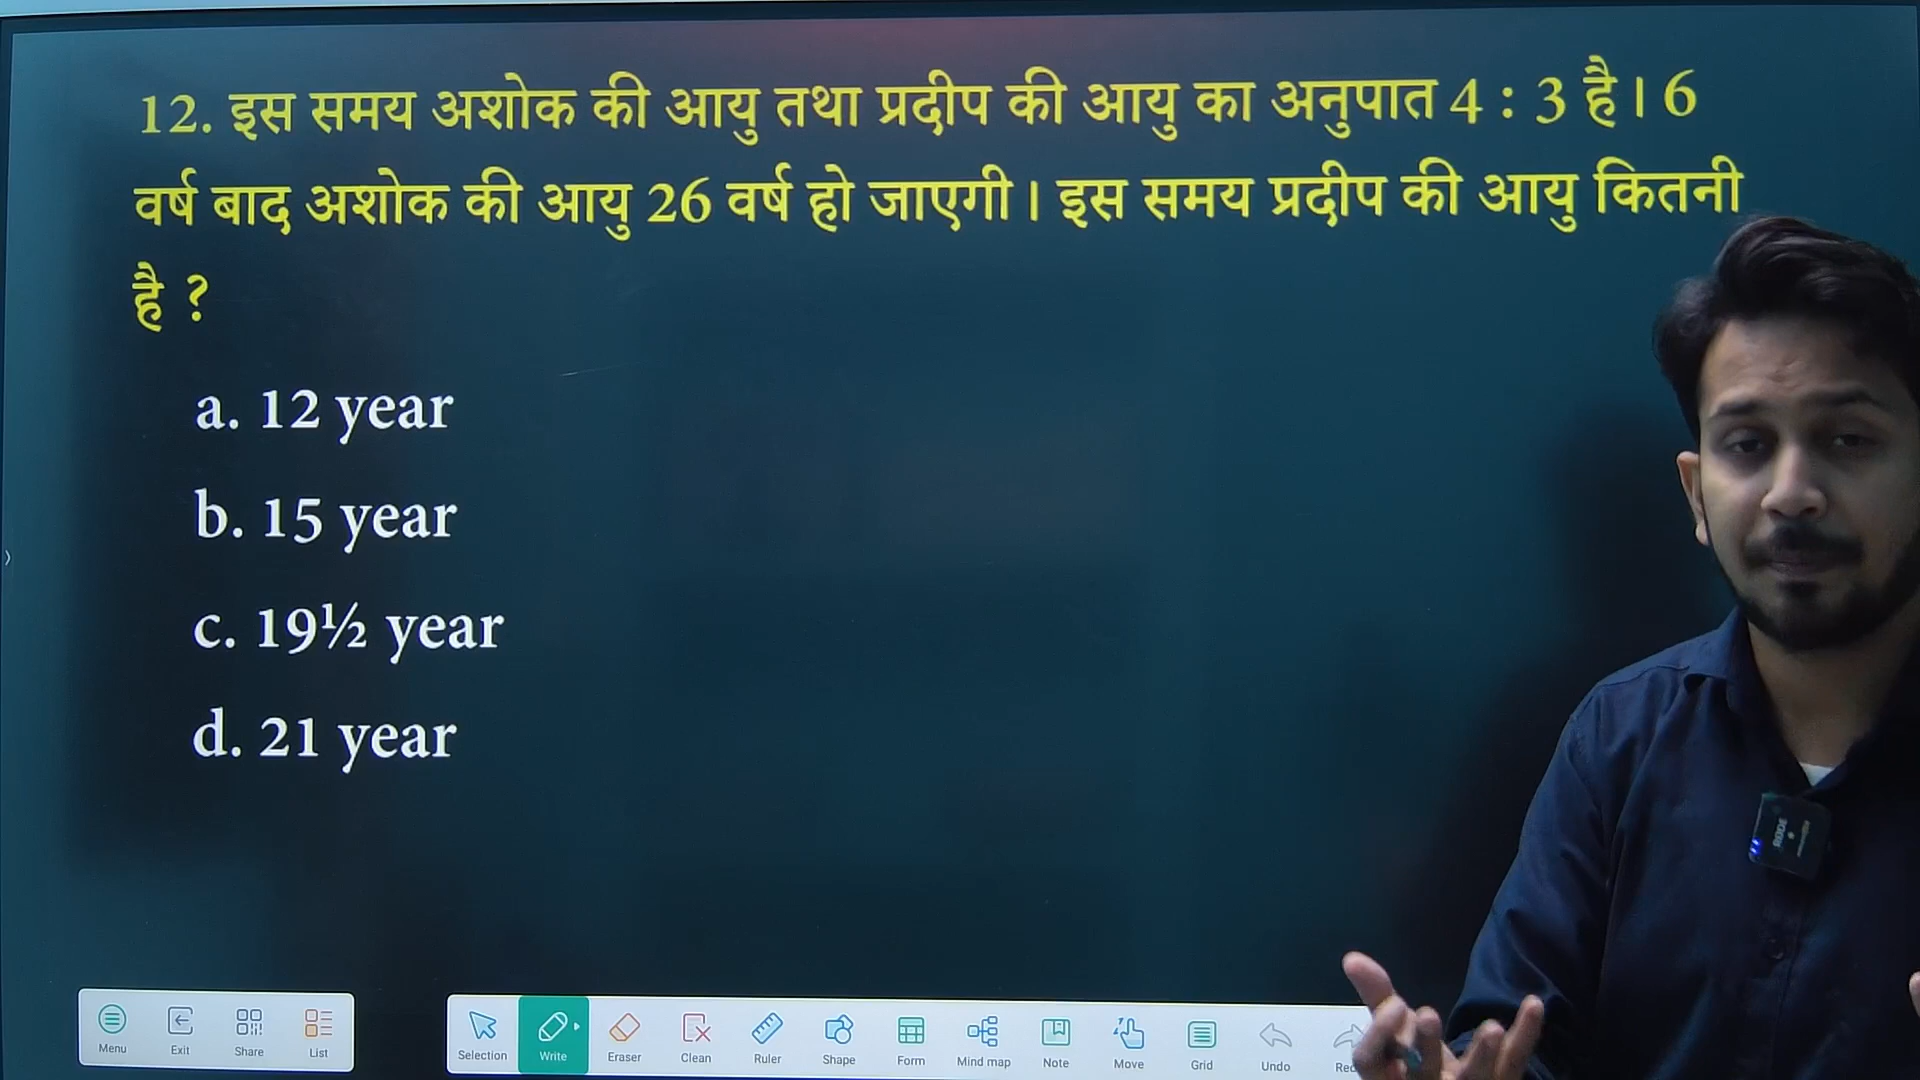 12. इस समय अशोक की आयु तथा प्रदीप की आयु का अनुपात 4 : 3 है। 6
वर्ष बाद अशोक की आयु 26 वर्ष हो जाएगी। इस समय प्रदीप की आयु कितनी
है ?
a. 12 year
b. 15 year
c. 19½ year
d. 21 year
RODE
Menu Exit Share List Selection Write Eraser Clean Ruler Shape Form Mind map Note Move Grid Undo